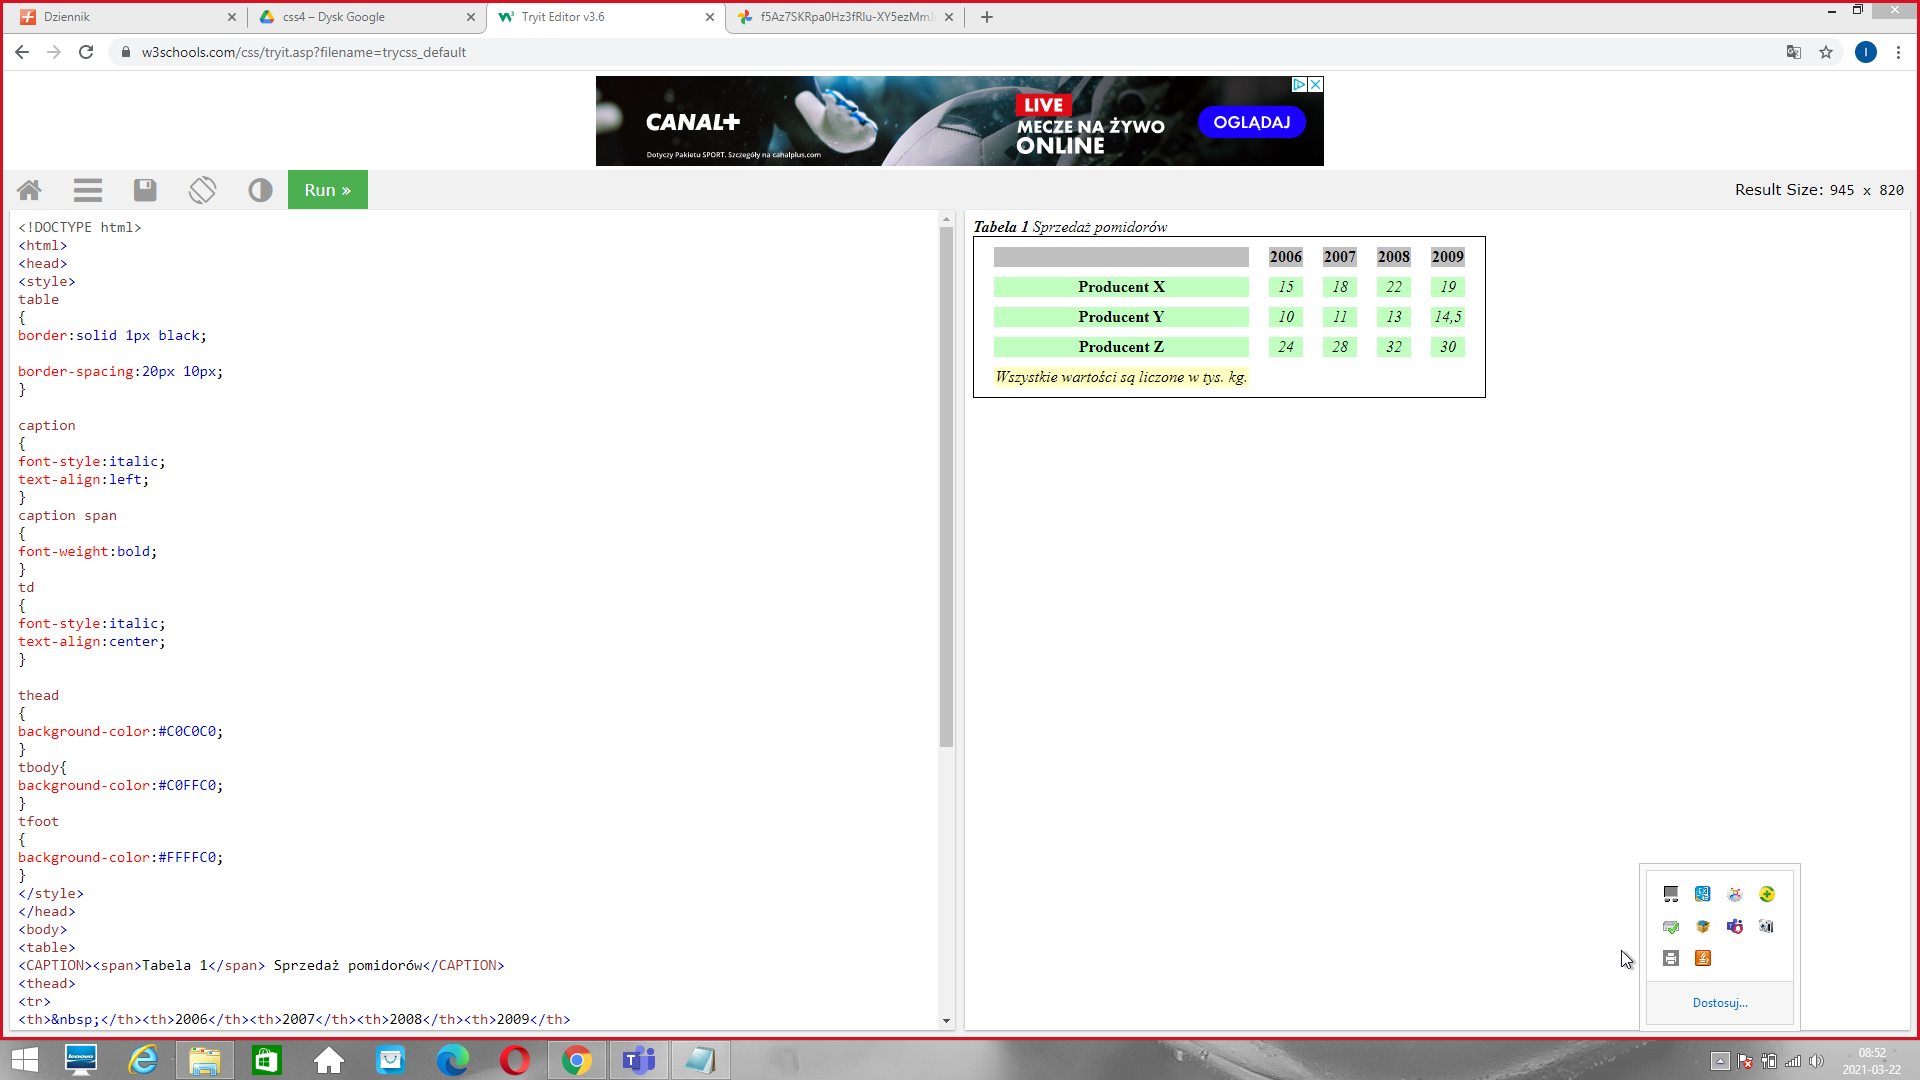 Dziennik
css4 – Dysk Google
Tryit Editor v3.6
w3schools.com/css/tryit.asp?filename=trycss_default
I
CANAL+
Dotyczy Pakietu SPORT. Szczegóły na canalplus.com
LIVE
MECZE NA ŻYWO
ONLINE
OGLĄDAJ
Run »
Result Size: 945 x 820
<!DOCTYPE html>
<html>
<head>
<style>
table
{
border:solid 1px black;
border-spacing:20px 10px;
}
caption
{
font-style:italic;
text-align:left;
}
caption span
{
font-weight:bold;
}
td
{
font-style:italic;
text-align:center;
}
thead
{
background-color:#C0C0C0;
}
tbody{
background-color:#C0FFC0;
}
tfoot
{
background-color:#FFFFC0;
}
</style>
</head>
<body>
<table>
<CAPTION><span>Tabela 1</span> Sprzedaż pomidorów</CAPTION>
<thead>
<tr>
<th>&nbsp;</th><th>2006</th><th>2007</th><th>2008</th><th>2009</th>
Tabela 1 Sprzedaż pomidorów
2006 2007 2008 2009
Producent X 15 18 22 19
Producent Y 10 11 13 14,5
Producent Z 24 28 32 30
Wszystkie wartości są liczone w tys. kg.
Dostosuj...
lenovo
08:52
2021-03-22